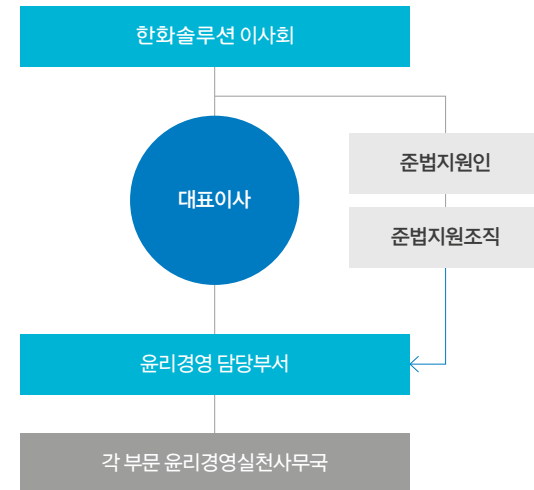 한화솔루션 이사회
준법지원인
대표이사
준법지원조직
윤리경영 담당부서
각 부문 윤리경영실천사무국